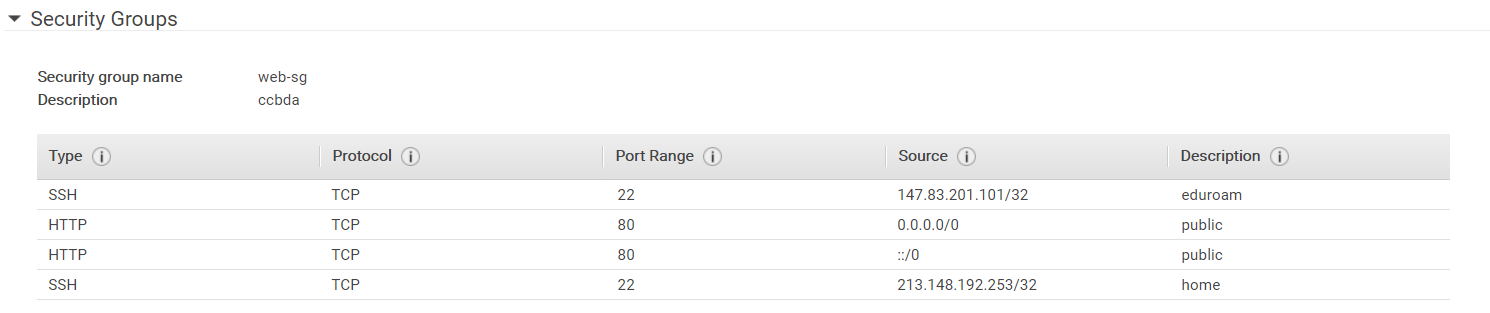 Security Groups
Security group name web-sg
Description ccbda
Type Protocol Port Range Source Description
SSH TCP 22 147.83.201.101/32 eduroam
HTTP TCP 80 0.0.0.0/0 public
HTTP TCP 80 ::/0 public
SSH TCP 22 213.148.192.253/32 home